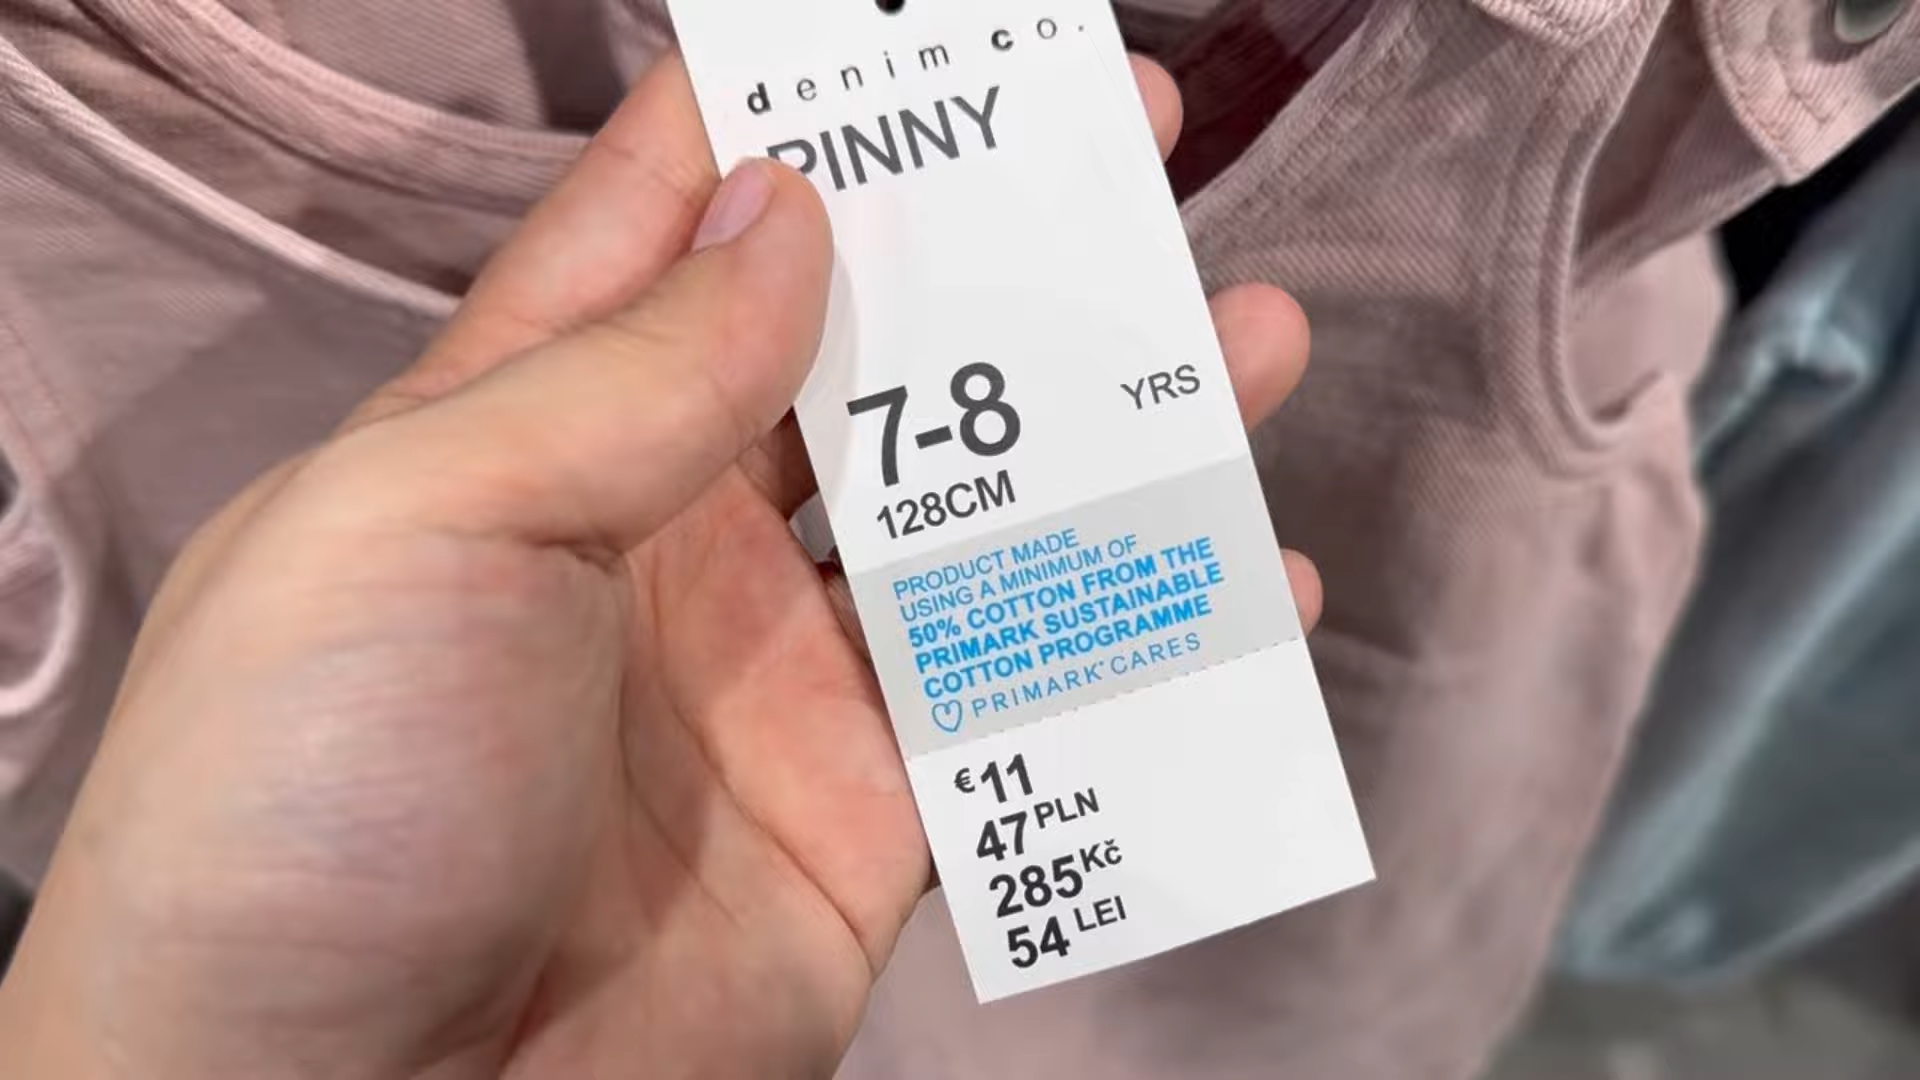 denim co.
PINNY
7-8 YRS
128CM
PRODUCT MADE
USING A MINIMUM OF
50% COTTON FROM THE
PRIMARK SUSTAINABLE
COTTON PROGRAMME
PRIMARK® CARES
€11
47 PLN
285 Kč
54 LEI